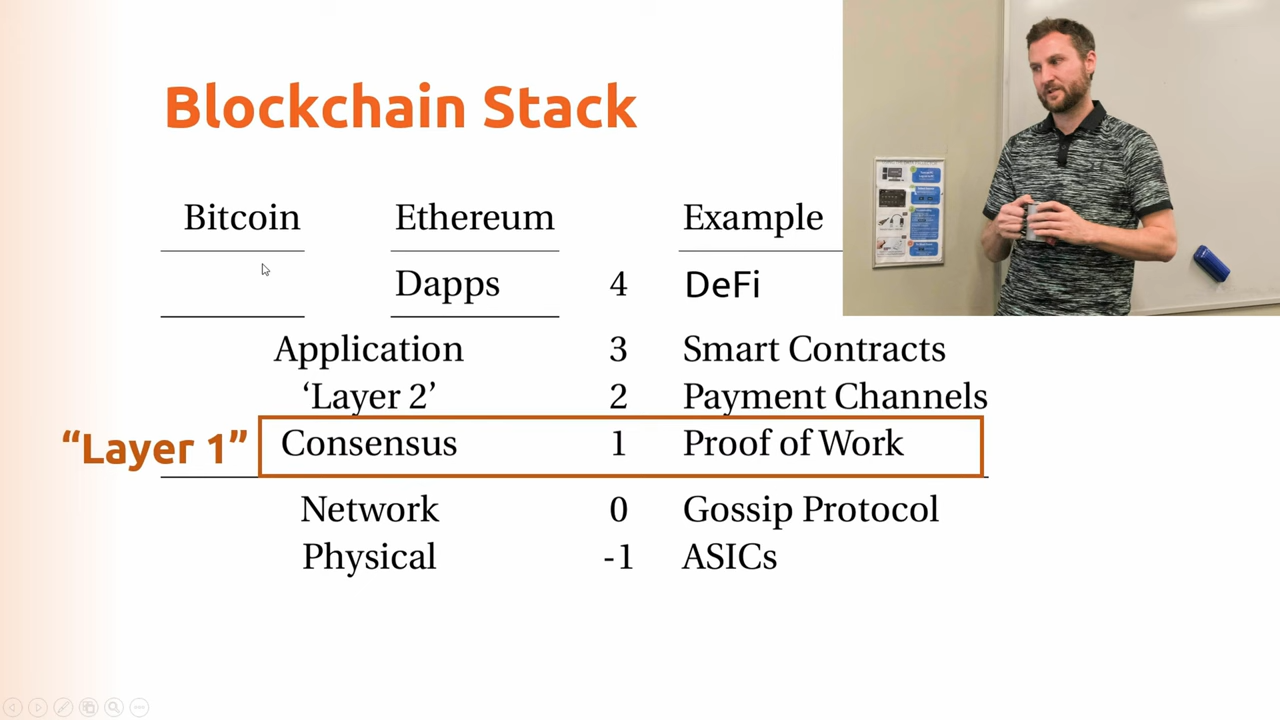 Blockchain Stack
Bitcoin Ethereum Example
Dapps 4 DeFi
Application 3 Smart Contracts
‘Layer 2’ 2 Payment Channels
“Layer 1” Consensus 1 Proof of Work
Network 0 Gossip Protocol
Physical -1 ASICs